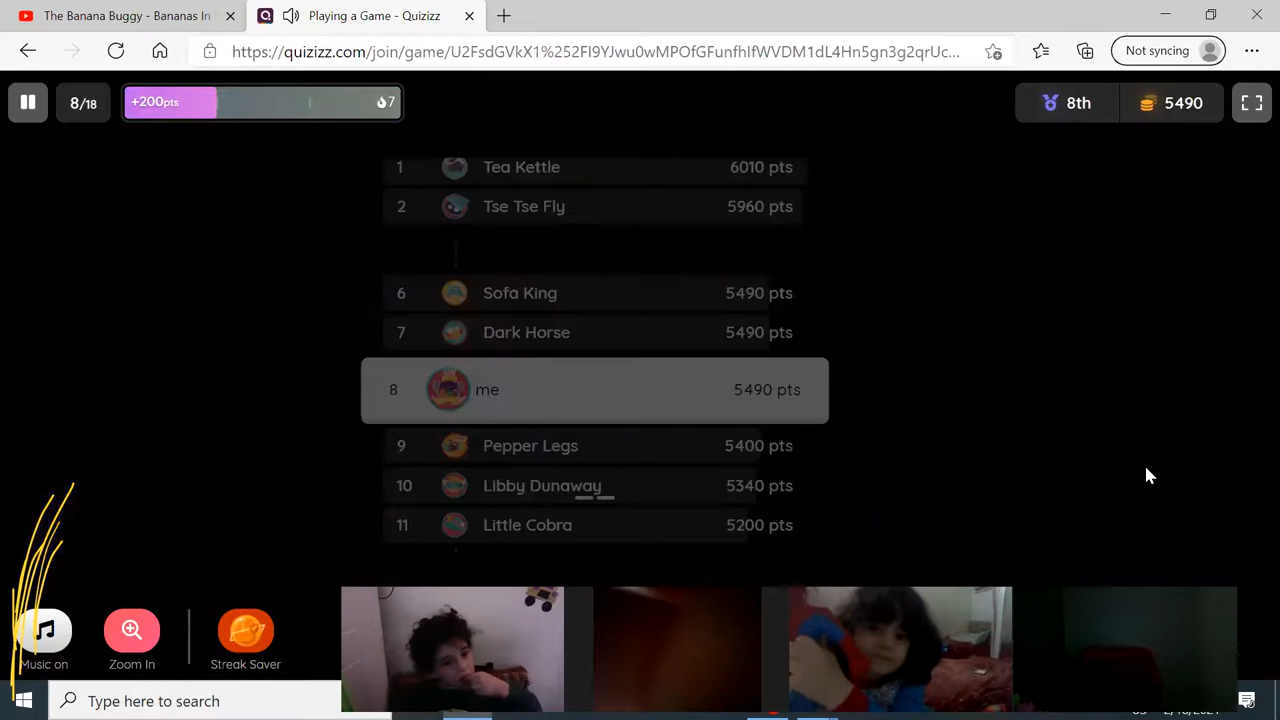 The Banana Buggy - Bananas In
Playing a Game - Quizizz
https://quizizz.com/join/game/U2FsdGVkX1%252FI9YJwu0wMPOfGFunfhIfWYDM1dL4Hn5gn3g2qrUc...
Not syncing
8/18
+200pts
7
8th
5490
1 Tea Kettle 6010 pts
2 Tse Tse Fly 5960 pts
6 Sofa King 5490 pts
7 Dark Horse 5490 pts
8 me 5490 pts
9 Pepper Legs 5400 pts
10 Libby Dunaway 5340 pts
11 Little Cobra 5200 pts
Music on
Zoom In
Streak Saver
Type here to search